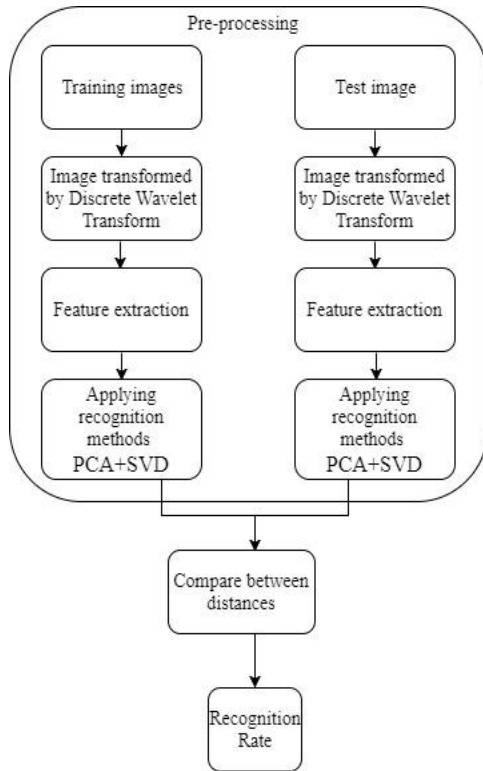 Pre-processing
Training images
Test image
Image transformed
by Discrete Wavelet
Transform
Image transformed
by Discrete Wavelet
Transform
Feature extraction
Feature extraction
Applying
recognition
methods
PCA+SVD
Applying
recognition
methods
PCA+SVD
Compare between
distances
Recognition
Rate